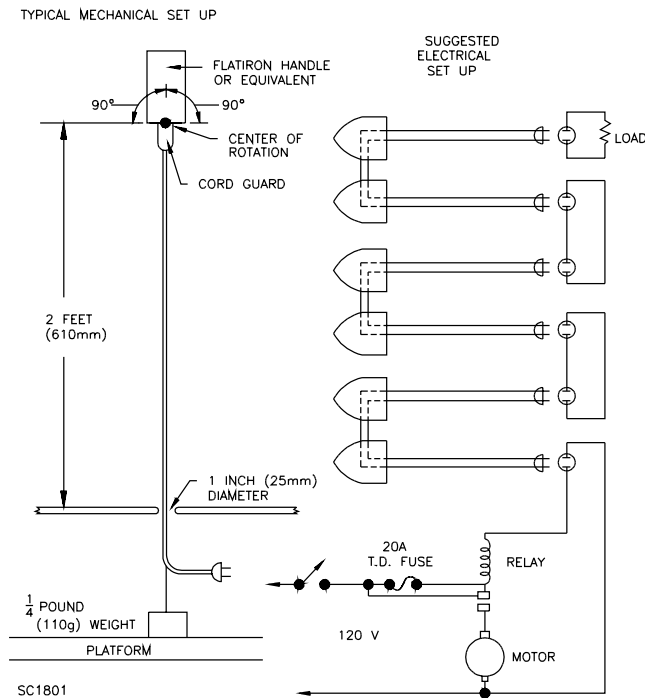 TYPICAL MECHANICAL SET UP
FLATIRON HANDLE
OR EQUIVALENT
90°
90°
CENTER OF
ROTATION
CORD GUARD
2 FEET
(610mm)
1 INCH (25mm)
DIAMETER
1/4 POUND
(110g) WEIGHT
PLATFORM
SC1801
SUGGESTED
ELECTRICAL
SET UP
LOAD
20A
T.D. FUSE
RELAY
120 V
MOTOR